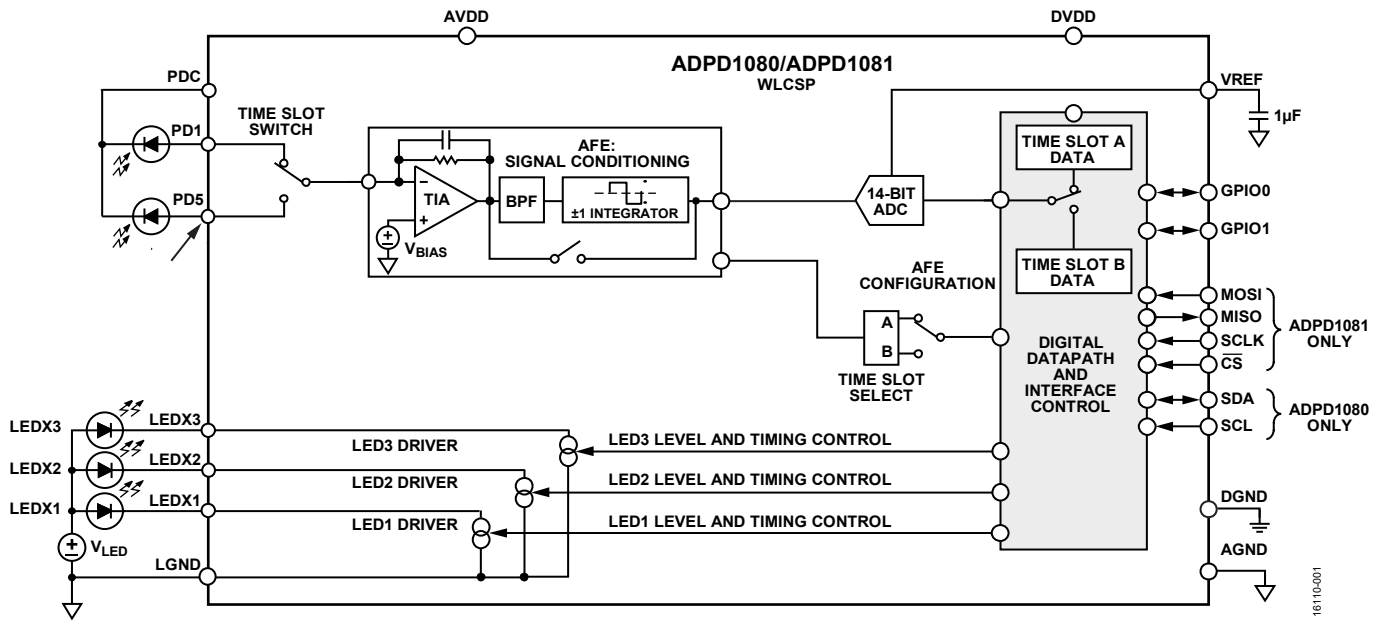 AVDD
DVDD
ADPD1080/ADPD1081
WLCSP
PDC
VREF
1µF
TIME SLOT
SWITCH
PD1
PD5
AFE:
SIGNAL CONDITIONING
−
TIA
+
BPF
±1 INTEGRATOR
±
VBIAS
14-BIT
ADC
TIME SLOT A
DATA
TIME SLOT B
DATA
GPIO0
GPIO1
AFE
CONFIGURATION
A
B
TIME SLOT
SELECT
DIGITAL
DATAPATH
AND
INTERFACE
CONTROL
MOSI
MISO
SCLK
CS
ADPD1081
ONLY
SDA
SCL
ADPD1080
ONLY
LEDX3
LEDX3
LED3 DRIVER
LED3 LEVEL AND TIMING CONTROL
LEDX2
LEDX2
LED2 DRIVER
LED2 LEVEL AND TIMING CONTROL
LEDX1
LEDX1
LED1 DRIVER
LED1 LEVEL AND TIMING CONTROL
±
VLED
LGND
DGND
AGND
16110-001